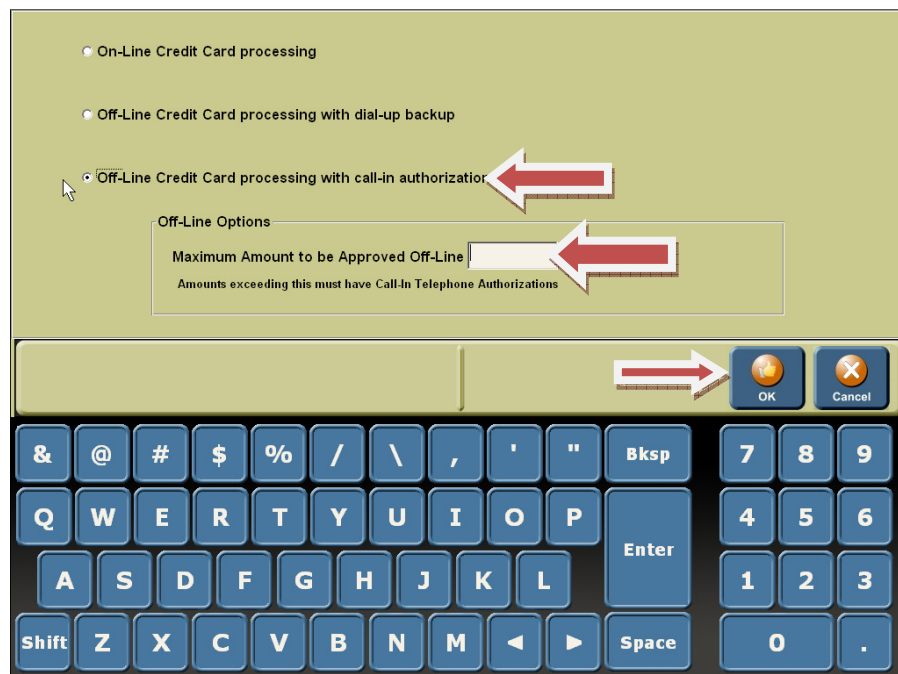 On-Line Credit Card processing
Off-Line Credit Card processing with dial-up backup
Off-Line Credit Card processing with call-in authorization
Off-Line Options
Maximum Amount to be Approved Off-Line
Amounts exceeding this must have Call-In Telephone Authorizations
OK Cancel
& @ # $ % / \ , ' " Bksp 7 8 9
Q W E R T Y U I O P 4 5 6
Enter
A S D F G H J K L 1 2 3
Shift Z X C V B N M ◄ ► Space 0 .